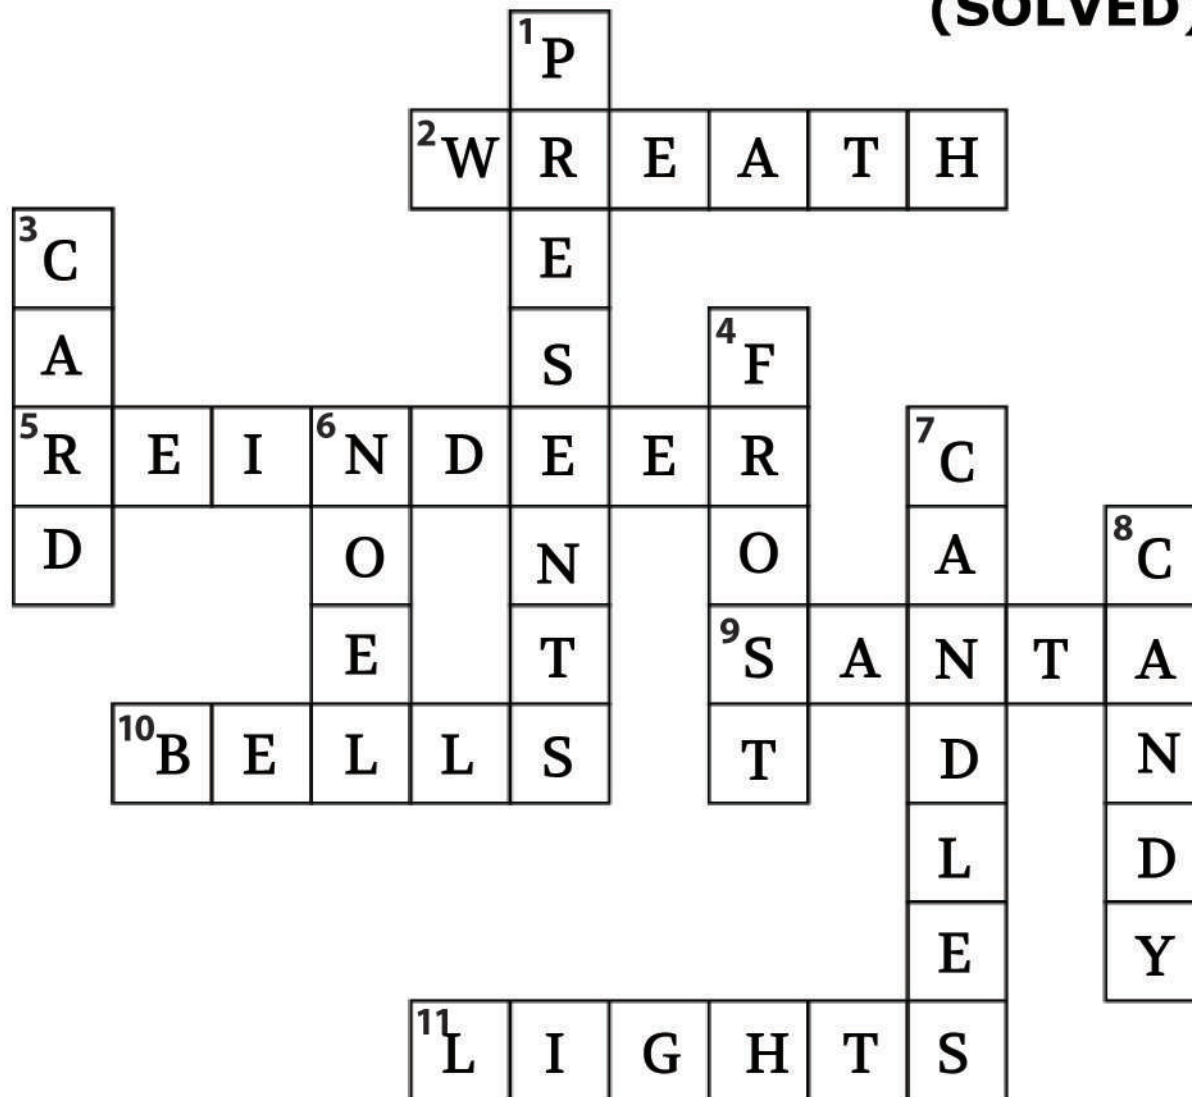 (SOLVED)
1 P
2 W R E A T H
3 C E
A S 4 F
5 R E I 6 N D E E R 7 C
D O N O A 8 C
E T 9 S A N T A
10 B E L L S T D N
L D
E Y
11 L I G H T S